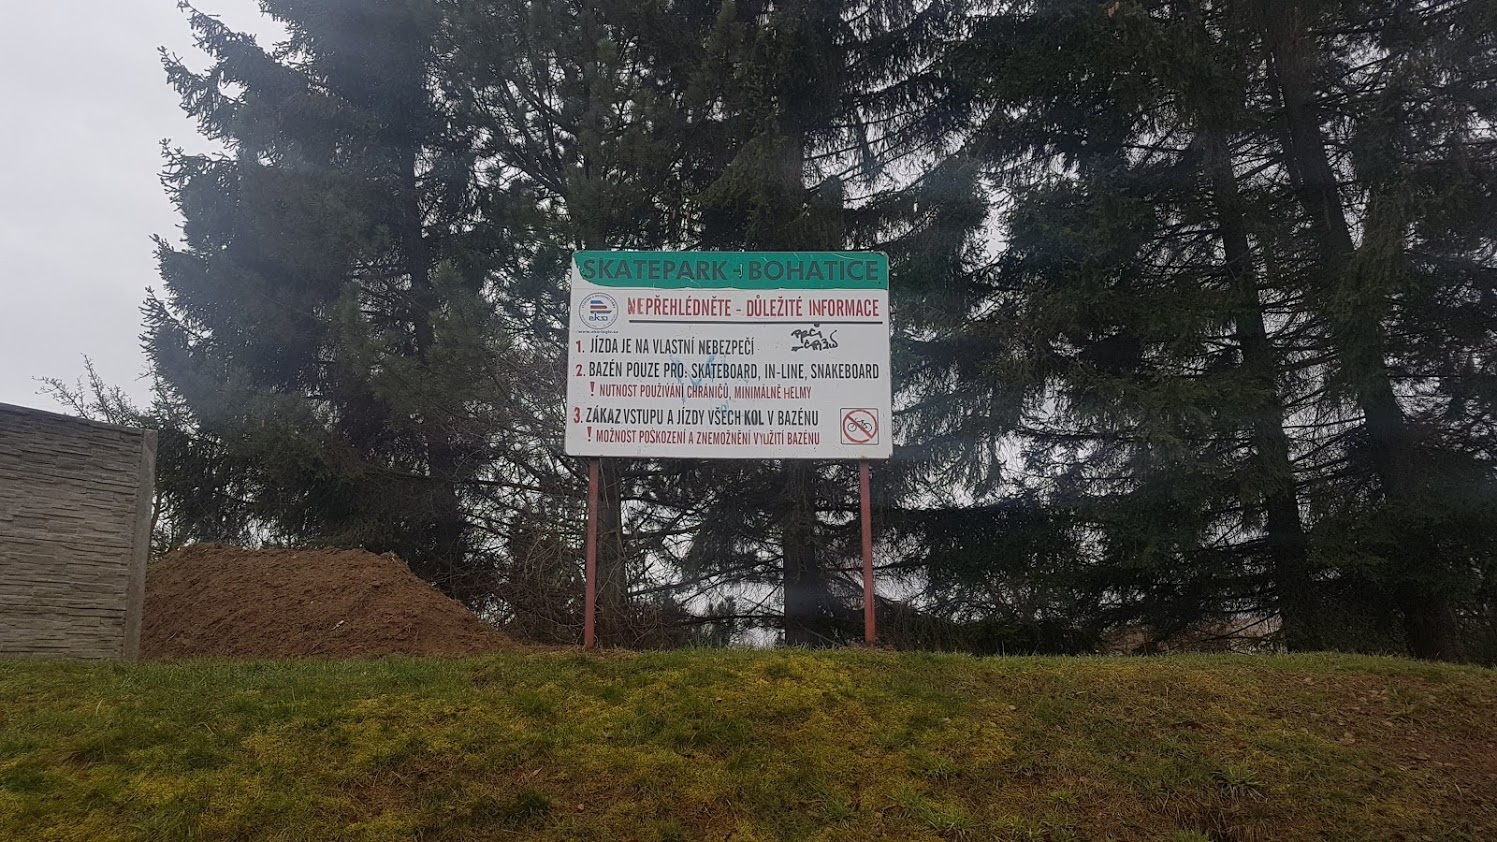 SKATEPARK - BOHATICE
NEPŘEHLÉDNĚTE - DŮLEŽITÉ INFORMACE
1. JÍZDA JE NA VLASTNÍ NEBEZPEČÍ
2. BAZÉN POUZE PRO: SKATEBOARD, IN-LINE, SNAKEBOARD
! NUTNOST POUŽÍVÁNÍ CHRÁNIČŮ, MINIMÁLNĚ HELMY
3. ZÁKAZ VSTUPU A JÍZDY VŠECH KOL V BAZÉNU
! MOŽNOST POŠKOZENÍ A ZNEMOŽNĚNÍ VYUŽITÍ BAZÉNU